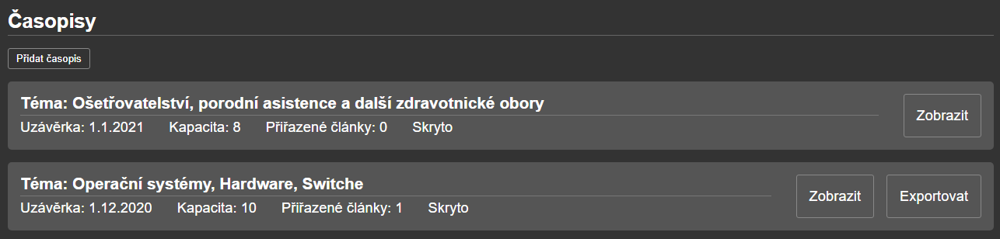 Časopisy
Přidat časopis
Téma: Ošetřovatelství, porodní asistence a další zdravotnické obory
Uzávěrka: 1.1.2021 Kapacita: 8 Přiřazené články: 0 Skryto
Zobrazit
Téma: Operační systémy, Hardware, Switche
Uzávěrka: 1.12.2020 Kapacita: 10 Přiřazené články: 1 Skryto
Zobrazit Exportovat